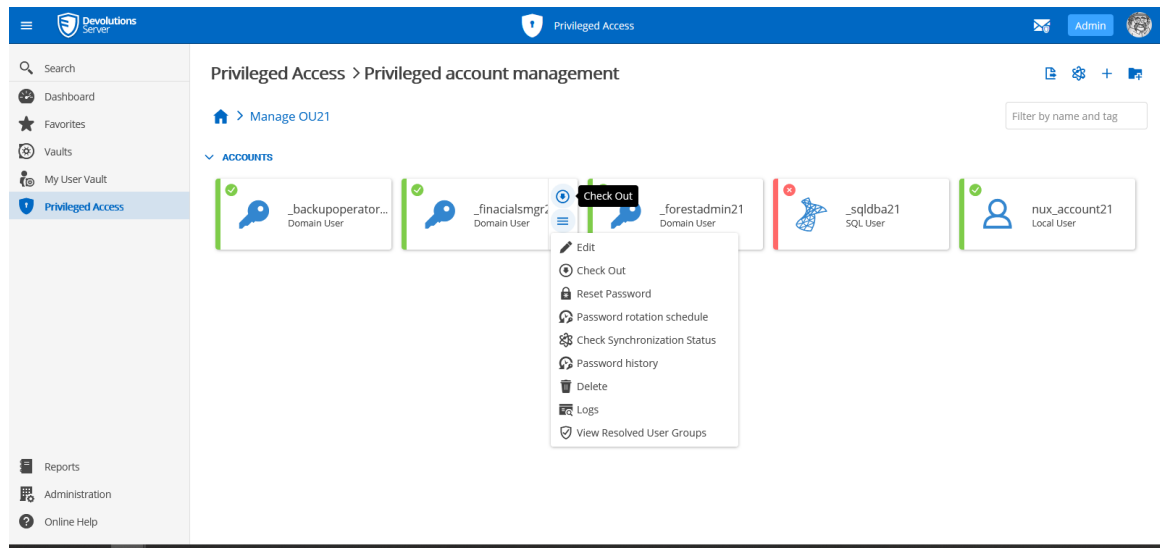 Devolutions
Server
Privileged Access
Admin
Search
Dashboard
Favorites
Vaults
My User Vault
Privileged Access
Reports
Administration
Online Help
Privileged Access > Privileged account management
> Manage OU21
Filter by name and tag
ACCOUNTS
_backupoperator...
Domain User
_finacialsmgr2
Domain User
Check Out
_forestadmin21
Domain User
_sqldba21
SQL User
nux_account21
Local User
Edit
Check Out
Reset Password
Password rotation schedule
Check Synchronization Status
Password history
Delete
Logs
View Resolved User Groups